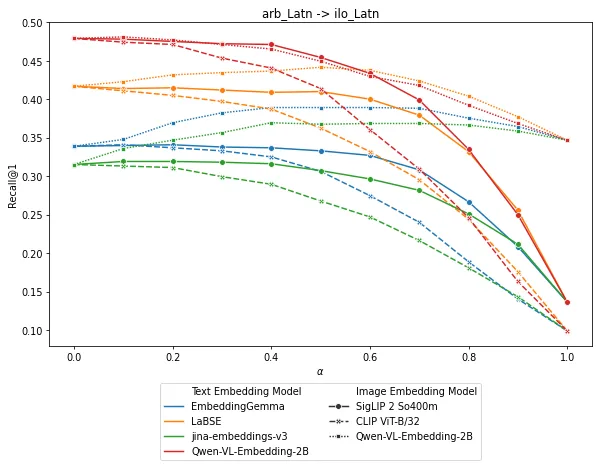 arb_Latn -> ilo_Latn
Recall@1
0.50
0.45
0.40
0.35
0.30
0.25
0.20
0.15
0.10
0.0 0.2 0.4 0.6 0.8 1.0
α
Text Embedding Model
EmbeddingGemma
LaBSE
jina-embeddings-v3
Qwen-VL-Embedding-2B
Image Embedding Model
SigLIP 2 So400m
CLIP ViT-B/32
Qwen-VL-Embedding-2B